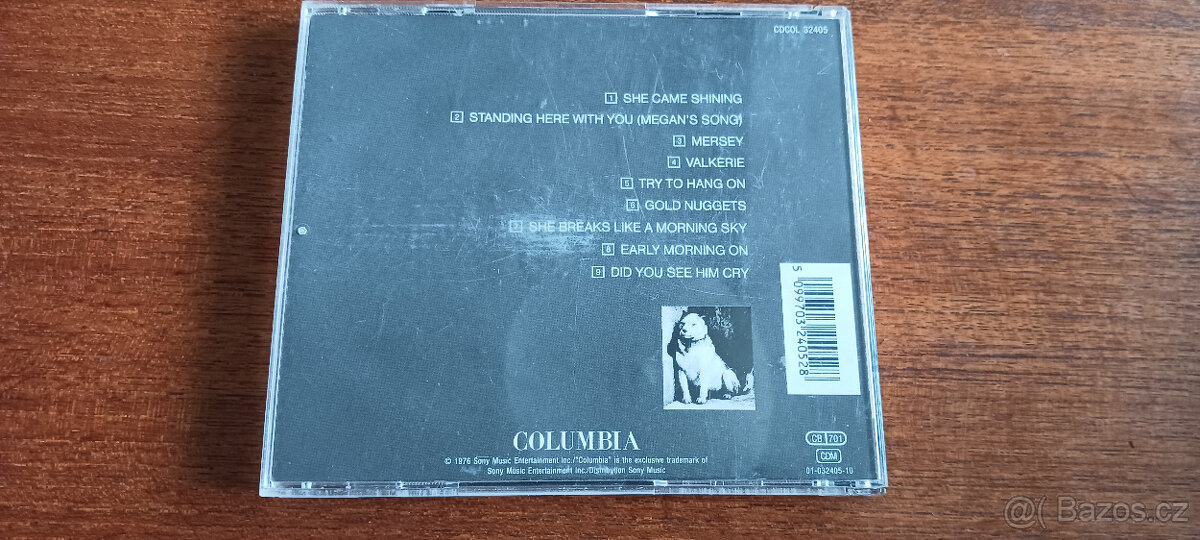 CDCOL 32405
1 SHE CAME SHINING
2 STANDING HERE WITH YOU (MEGAN'S SONG)
3 MERSEY
4 VALKERIE
5 TRY TO HANG ON
6 GOLD NUGGETS
7 SHE BREAKS LIKE A MORNING SKY
8 EARLY MORNING ON
9 DID YOU SEE HIM CRY
5 099703 240528
COLUMBIA
© 1976 Sony Music Entertainment Inc./"Columbia" is the exclusive trademark of
Sony Music Entertainment Inc./Distribution Sony Music
CB 701
CDM
01-032405-10
@( Bazos.cz